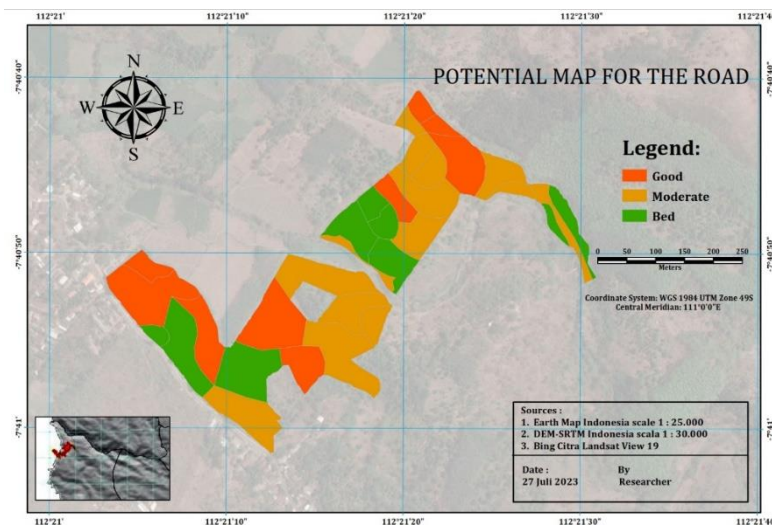 112°21' 112°21'10" 112°21'20" 112°21'30" 112°21'4
N
W E
S
POTENTIAL MAP FOR THE ROAD
-7°40'40" -7°40'40"
Legend:
Good
Moderate
Bed
-7°40'50" -7°40'50"
0 50 100 150 200 250
Meters
Coordinate System: WGS 1984 UTM Zone 49S
Central Meridian: 111°0'0"E
Sources :
1. Earth Map Indonesia scale 1 : 25.000
2. DEM-SRTM Indonesia scala 1 : 30.000
3. Bing Citra Landsat View 19
-7°41' -7°41'
Date : By
27 Juli 2023 Researcher
112°21' 112°21'10" 112°21'20" 112°21'30" 112°21'40